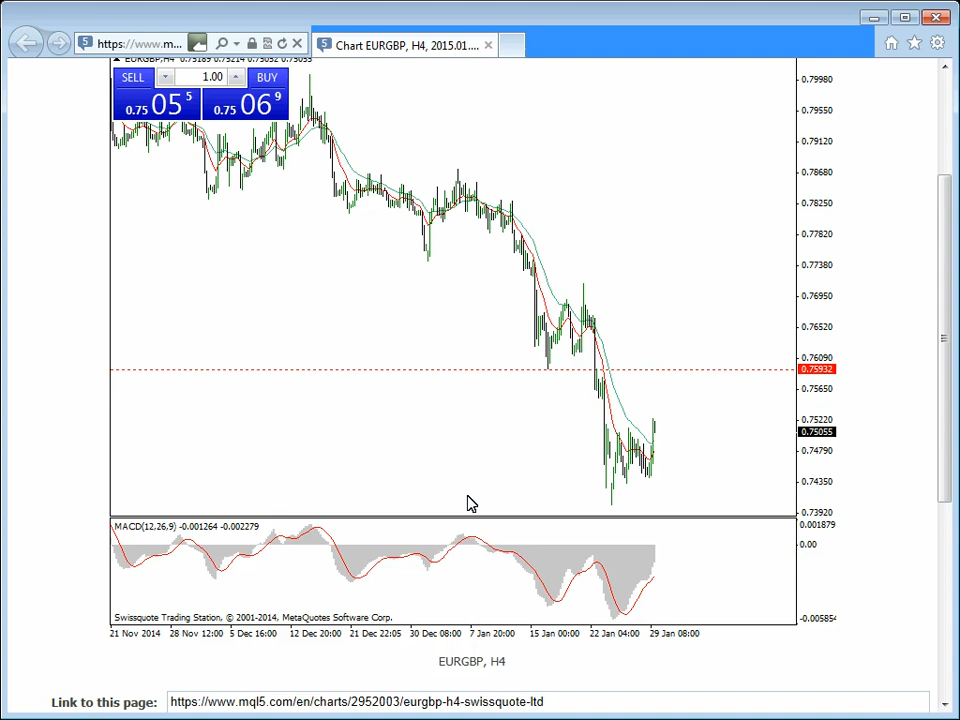 https://www.m...
Chart EURGBP, H4, 2015.01....
EURGBP,H4 0.75189 0.75214 0.75052 0.75055
SELL 1.00 BUY
0.75 05 5 0.75 06 9
0.79980
0.79550
0.79120
0.78680
0.78250
0.77820
0.77380
0.76950
0.76520
0.76090
0.75932
0.75650
0.75220
0.75055
0.74790
0.74350
0.73920
MACD(12,26,9) -0.001264 -0.002279
0.001879
0.00
-0.005854
Swissquote Trading Station, © 2001-2014, MetaQuotes Software Corp.
21 Nov 2014 28 Nov 12:00 5 Dec 16:00 12 Dec 20:00 21 Dec 22:05 30 Dec 08:00 7 Jan 20:00 15 Jan 00:00 22 Jan 04:00 29 Jan 08:00
EURGBP, H4
Link to this page: https://www.mql5.com/en/charts/2952003/eurgbp-h4-swissquote-ltd